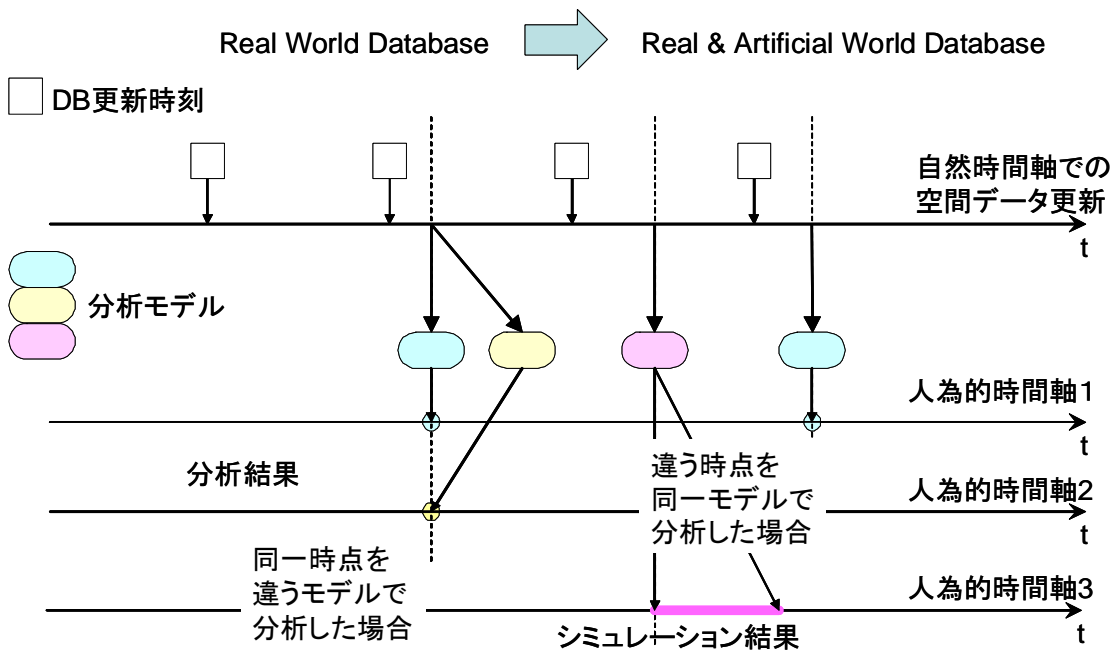 Real World Database
Real & Artificial World Database
DB更新時刻
自然時間軸での
空間データ更新
t
分析モデル
人為的時間軸1
t
分析結果
違う時点を
同一モデルで
分析した場合
人為的時間軸2
t
同一時点を
違うモデルで
分析した場合
人為的時間軸3
t
シミュレーション結果